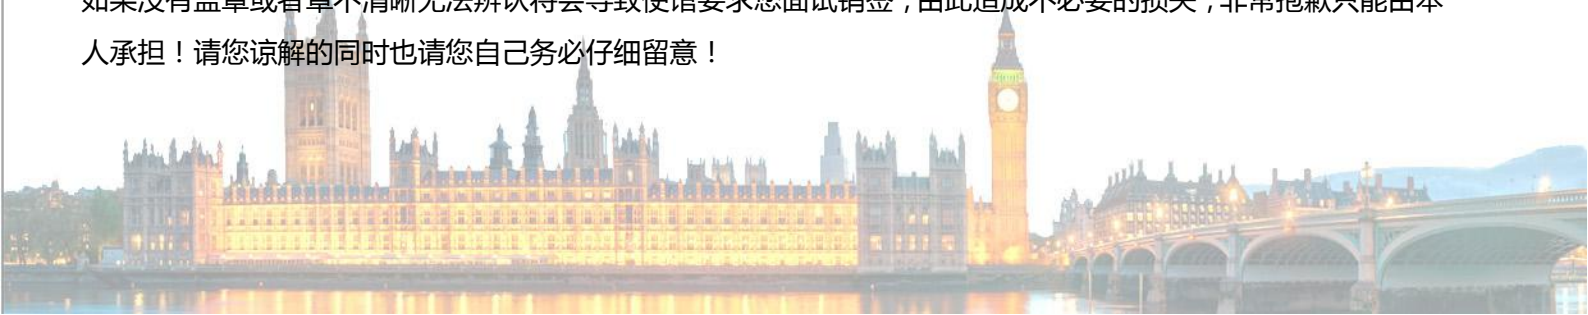 如果没有盖章或者章不清晰无法辨认将会导致使馆要求您面试销签，由此造成不必要的损失，非常抱歉只能由本
人承担！请您谅解的同时也请您自己务必仔细留意！